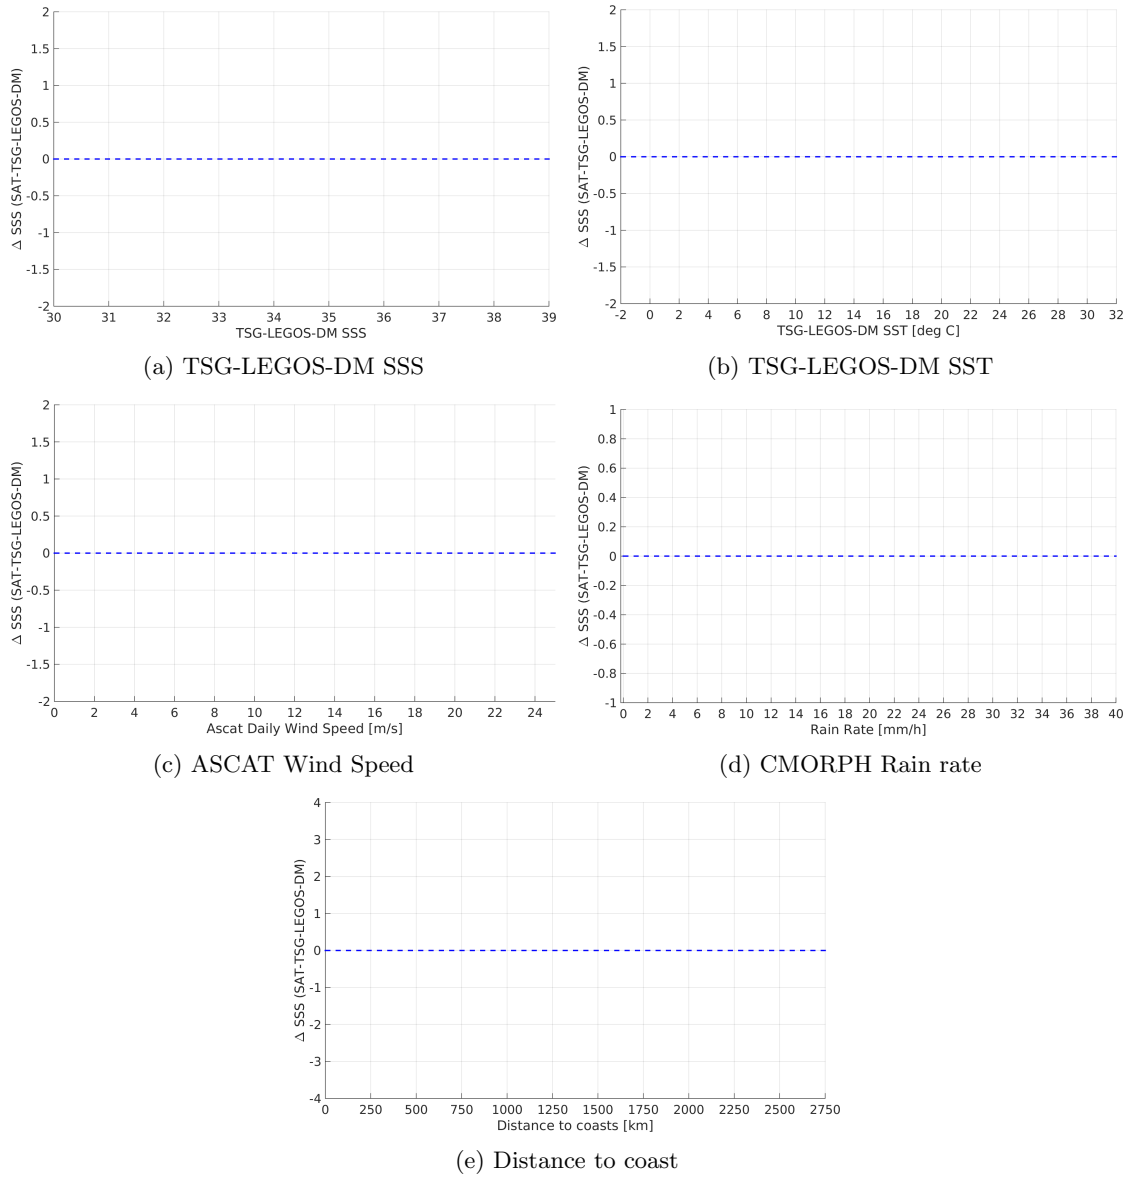 2
1.5
1
0.5
0
-0.5
-1
-1.5
-2
Δ SSS (SAT-TSG-LEGOS-DM)
30 31 32 33 34 35 36 37 38 39
TSG-LEGOS-DM SSS
(a) TSG-LEGOS-DM SSS
2
1.5
1
0.5
0
-0.5
-1
-1.5
-2
Δ SSS (SAT-TSG-LEGOS-DM)
-2 0 2 4 6 8 10 12 14 16 18 20 22 24 26 28 30 32
TSG-LEGOS-DM SST [deg C]
(b) TSG-LEGOS-DM SST
2
1.5
1
0.5
0
-0.5
-1
-1.5
-2
Δ SSS (SAT-TSG-LEGOS-DM)
0 2 4 6 8 10 12 14 16 18 20 22 24
Ascat Daily Wind Speed [m/s]
(c) ASCAT Wind Speed
1
0.8
0.6
0.4
0.2
0
-0.2
-0.4
-0.6
-0.8
-1
Δ SSS (SAT-TSG-LEGOS-DM)
0 2 4 6 8 10 12 14 16 18 20 22 24 26 28 30 32 34 36 38 40
Rain Rate [mm/h]
(d) CMORPH Rain rate
4
3
2
1
0
-1
-2
-3
-4
Δ SSS (SAT-TSG-LEGOS-DM)
0 250 500 750 1000 1250 1500 1750 2000 2250 2500 2750
Distance to coasts [km]
(e) Distance to coast